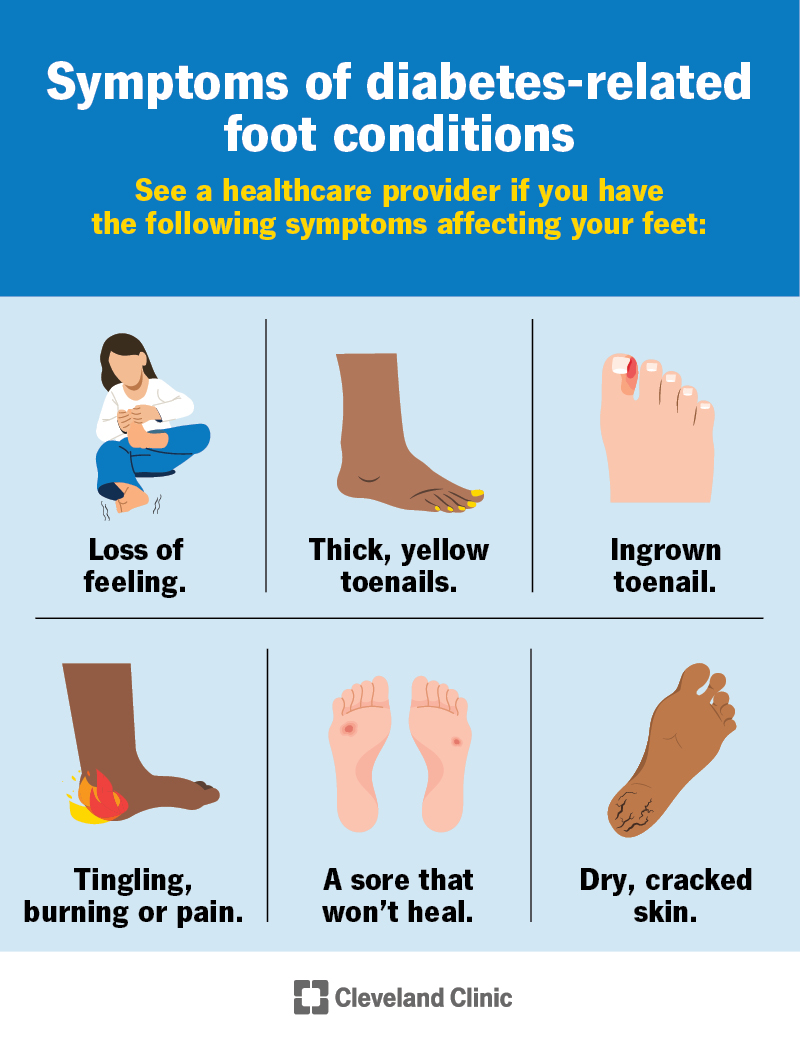 Symptoms of diabetes-related
foot conditions
See a healthcare provider if you have
the following symptoms affecting your feet:
Loss of
feeling.
Thick, yellow
toenails.
Ingrown
toenail.
Tingling,
burning or pain.
A sore that
won’t heal.
Dry, cracked
skin.
Cleveland Clinic